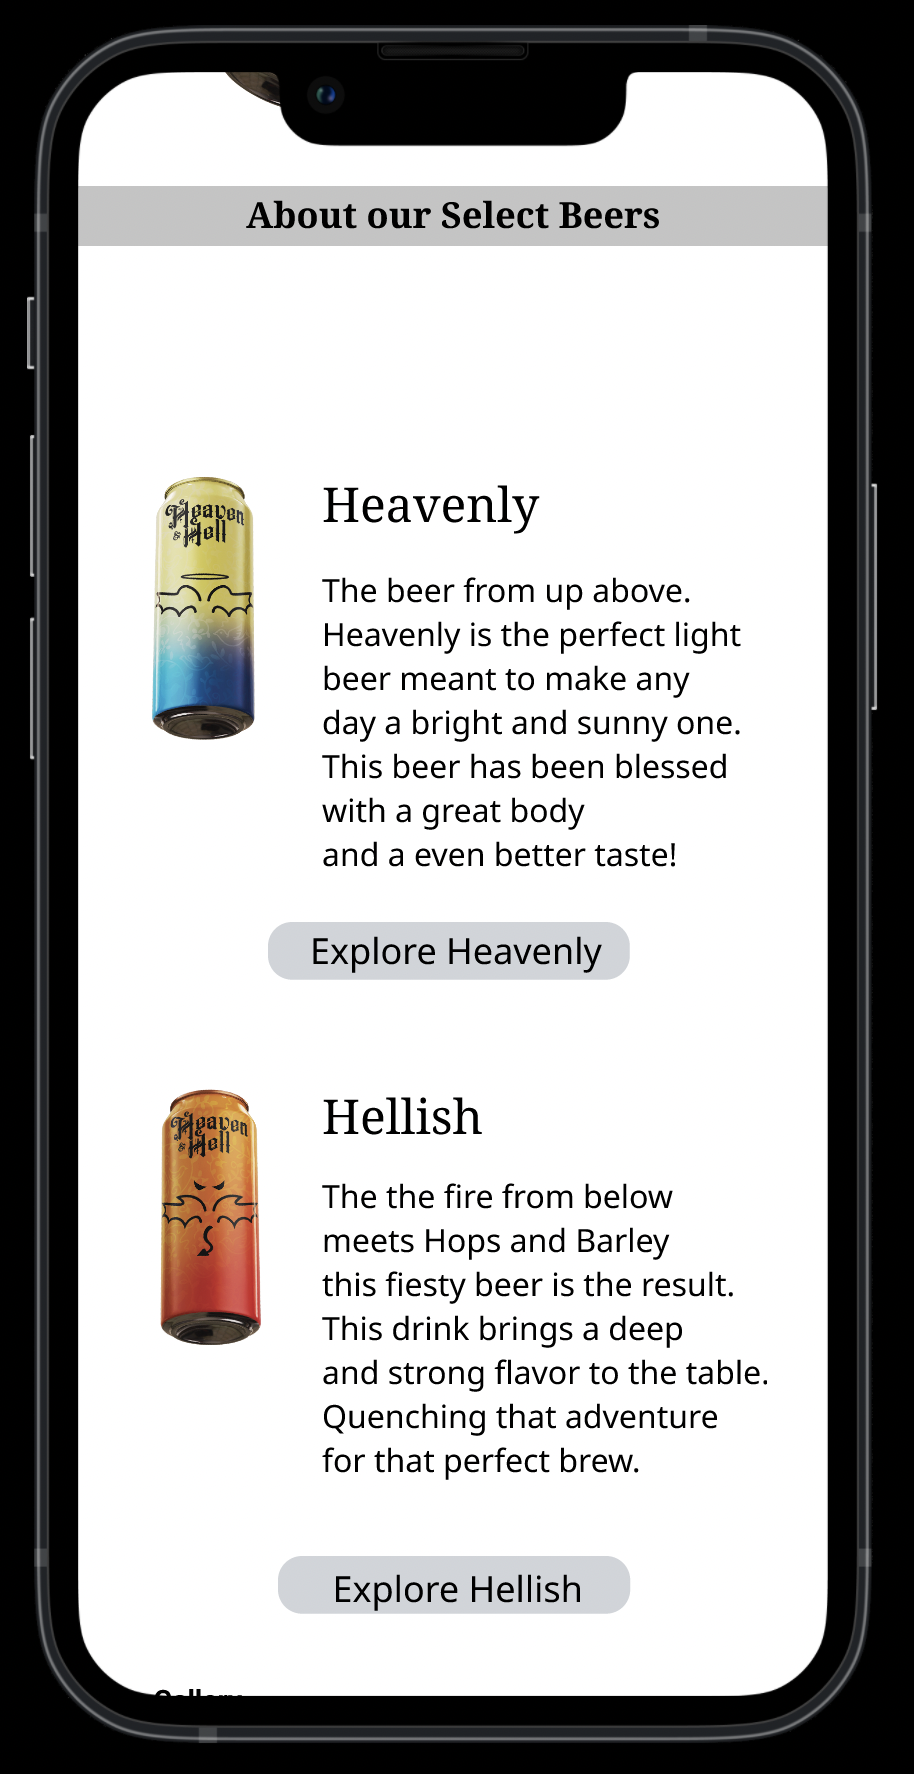 About our Select Beers
Heaven
& Hell
Heavenly
The beer from up above.
Heavenly is the perfect light
beer meant to make any
day a bright and sunny one.
This beer has been blessed
with a great body
and a even better taste!
Explore Heavenly
Heaven
& Hell
Hellish
The the fire from below
meets Hops and Barley
this fiesty beer is the result.
This drink brings a deep
and strong flavor to the table.
Quenching that adventure
for that perfect brew.
Explore Hellish
Gallery